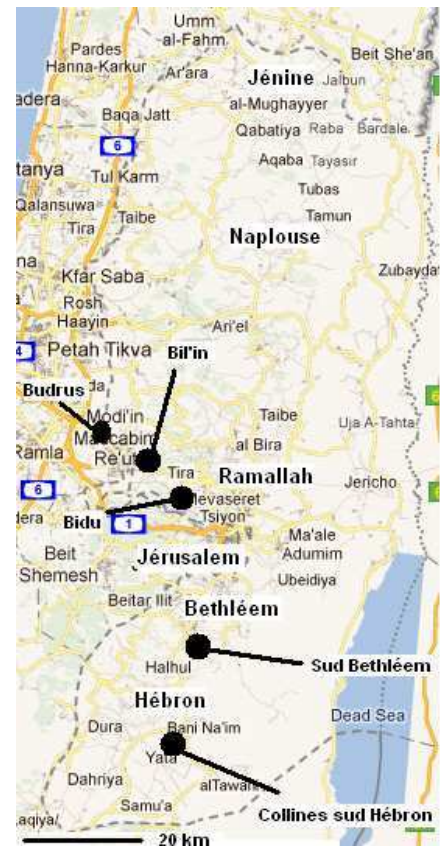 Umm
al-Fahm
Pardes
Hanna-Karkur
Beit She'an
Ar'ara
Jénine
Jalbun
adera
al-Mughayyer
Baqa Jatt
Qabatiya
Raba
Bardale
6
Aqaba
Tayasir
tanya
Tul Karm
Tubas
Qalansuwa
Taibe
Tamun
Tira
Naplouse
na
Zubayda
Kfar Saba
Rosh
Haayin
Ari'el
4
Petah Tikva
Bil'in
Budrus
da
Modi'in
Maccabim
Re'ut
Taibe
Uja A-Tahta
al Bira
Ramla
Tira
Ramallah
Jericho
6
Mevaseret
Tsiyon
dera
Bidu
1
Ma'ale
Adumim
Beit
Shemesh
Jérusalem
Ubeidiya
Beitar Ilit
Bethléem
Halhul
Sud Bethléem
Hébron
Dead Sea
Dura
Bani Na'im
Yata
Dahriya
alTawani
Samu'a
Collines sud Hébron
aqiya/
20 km